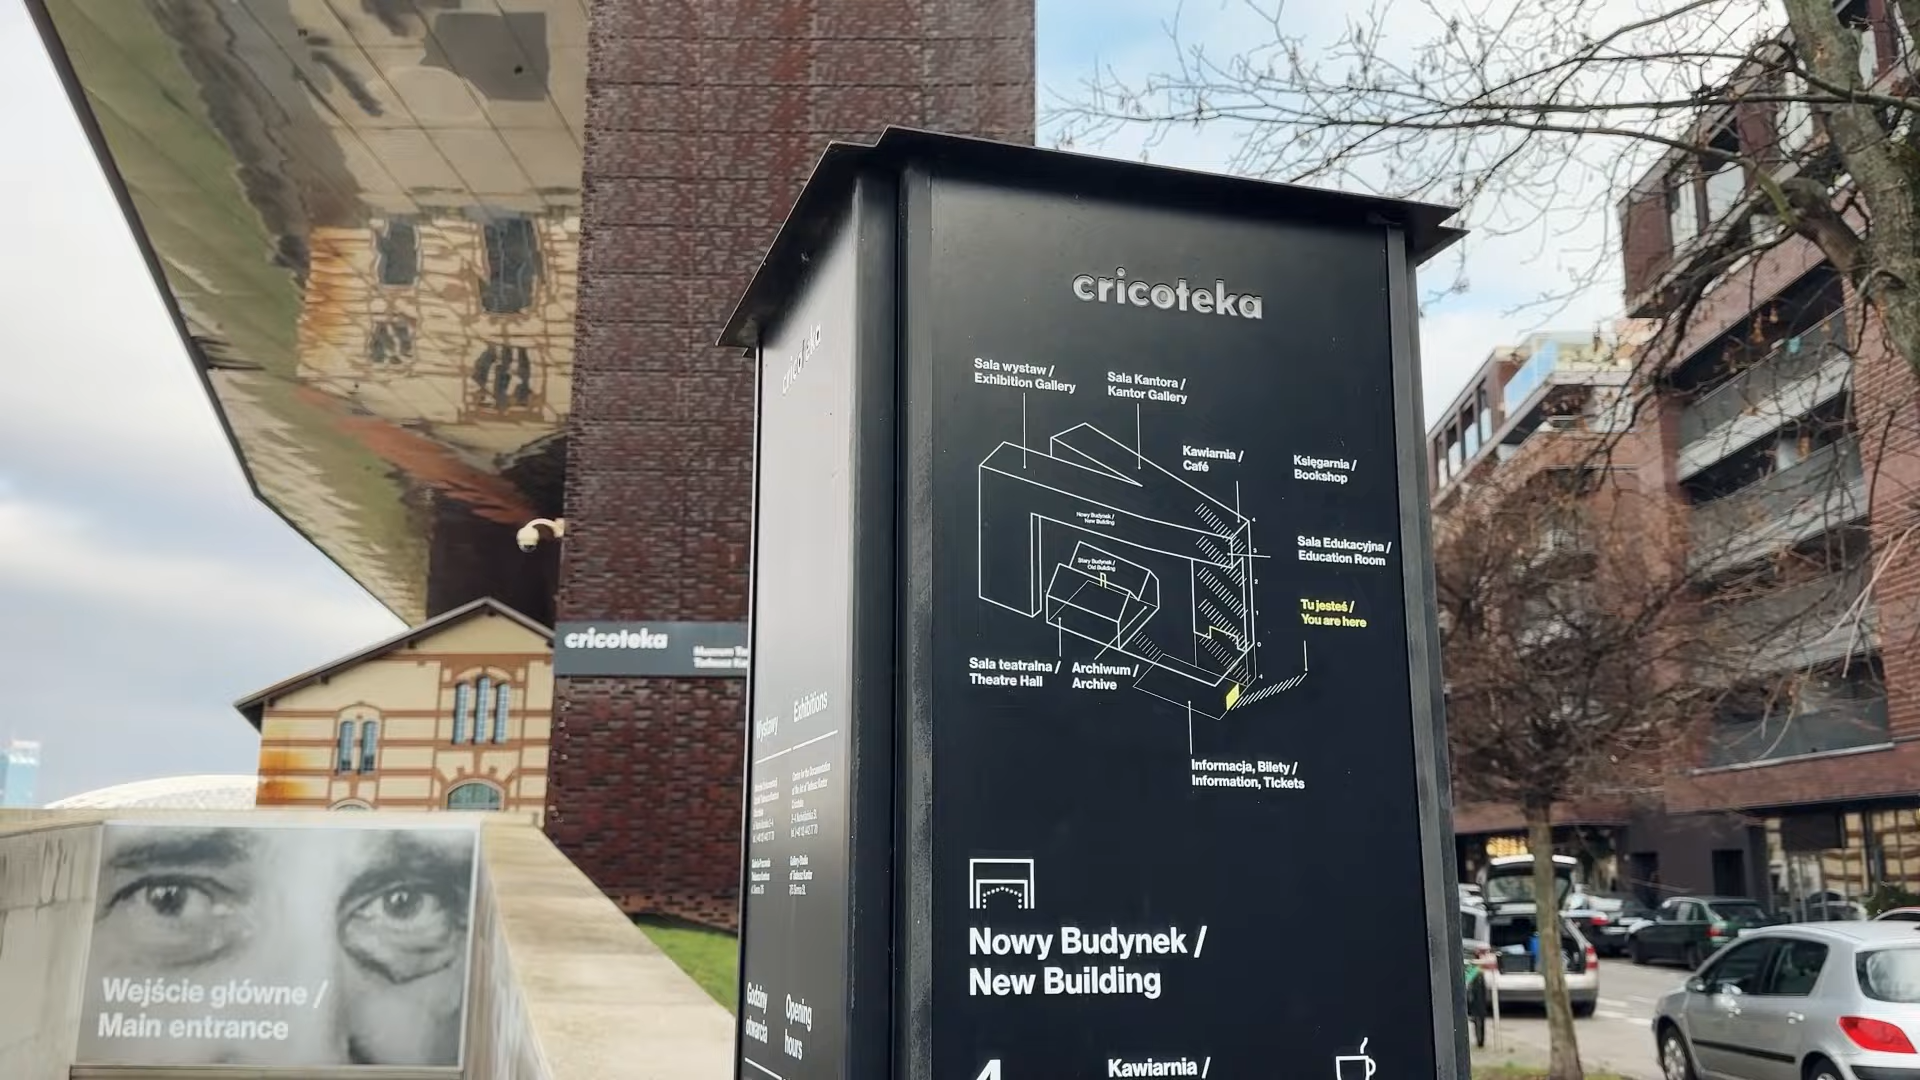 cricoteka
Sala wystaw /
Exhibition Gallery
Sala Kantora /
Kantor Gallery
Kawiarnia /
Café
Księgarnia /
Bookshop
Nowy Budynek /
New Building
Sala Edukacyjna /
Education Room
Stary Budynek /
Old Building
Tu jesteś /
You are here
Sala teatralna /
Theatre Hall
Archiwum /
Archive
Informacja, Bilety /
Information, Tickets
Nowy Budynek /
New Building
4
Kawiarnia /
cricoteka
Wystawy
Exhibitions
Godziny
otwarcia
Opening
hours
cricoteka
Muzeum
Tadeusz
Wejście główne /
Main entrance